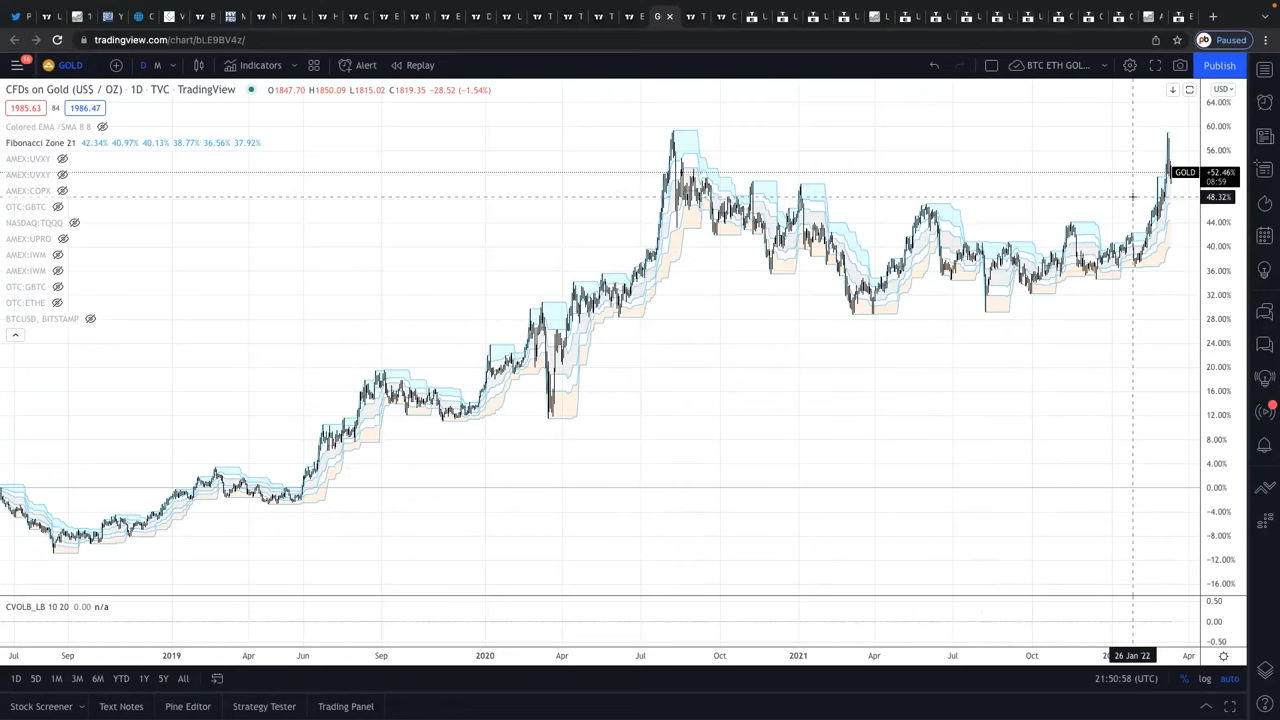 tradingview.com/chart/bLE9BV4z/
Paused
GOLD D M Indicators Alert Replay BTC ETH GOL... Publish
CFDs on Gold (US$ / OZ) · 1D · TVC · TradingView O1847.70 H1850.09 L1815.02 C1819.35 −28.52 (−1.54%) USD
1985.63 84 1986.47
Colored EMA /SMA 8 8
Fibonacci Zone 21 42.34% 40.97% 40.13% 38.77% 36.56% 37.92%
AMEX:UVXY
AMEX:UVXY
AMEX:COPX
OTC:GBTC
NASDAQ:TQQQ
AMEX:UPRO
AMEX:IWM
AMEX:IWM
OTC:GBTC
OTC:ETHE
BTCUSD, BITSTAMP
64.00%
60.00%
56.00%
GOLD +52.46%
08:59
48.32%
44.00%
40.00%
36.00%
32.00%
28.00%
24.00%
20.00%
16.00%
12.00%
8.00%
4.00%
0.00%
−4.00%
−8.00%
−12.00%
−16.00%
CVOLB_LB 10 20 0.00 n/a
0.50
0.00
−0.50
Jul Sep 2019 Apr Jun Sep 2020 Apr Jul Oct 2021 Apr Jul Oct 26 Jan '22 Apr
1D 5D 1M 3M 6M YTD 1Y 5Y All 21:50:58 (UTC) % log auto
Stock Screener Text Notes Pine Editor Strategy Tester Trading Panel